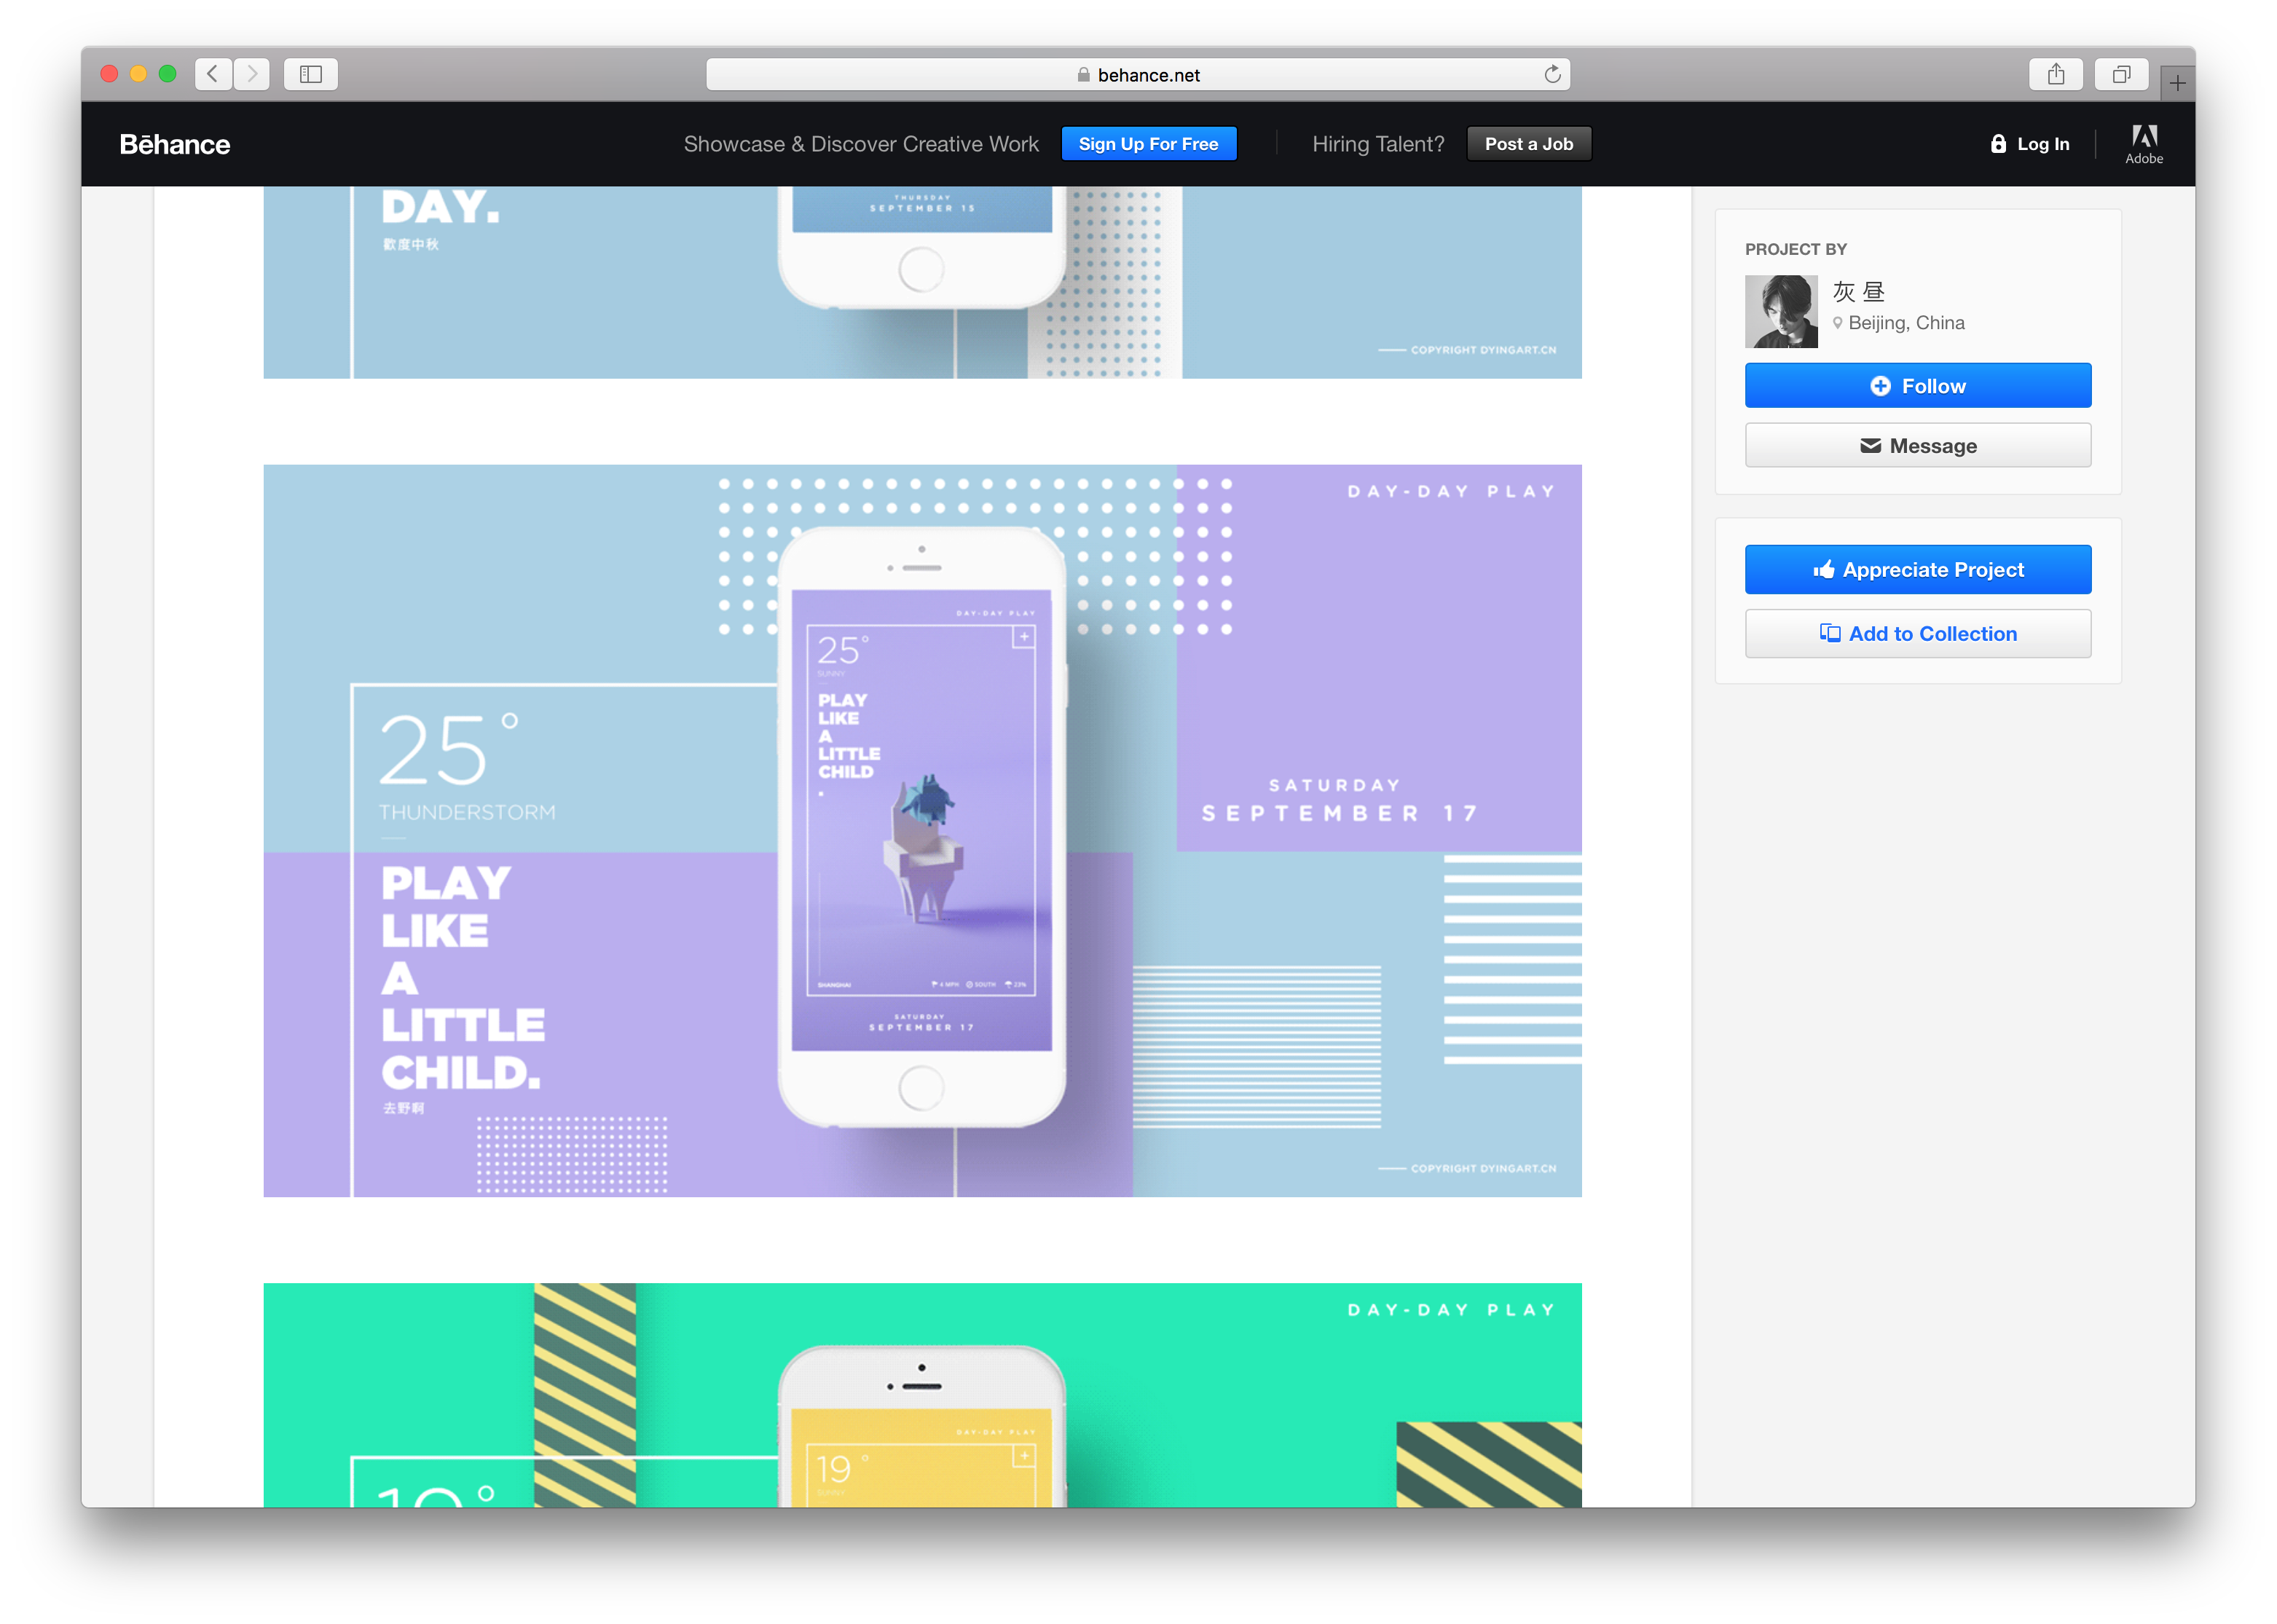 behance.net
Bēhance
Showcase & Discover Creative Work
Sign Up For Free
Hiring Talent?
Post a Job
Log In
Adobe
DAY.
歡度中秋
THURSDAY
SEPTEMBER 15
COPYRIGHT DYINGART.CN
PROJECT BY
灰 昼
Beijing, China
Follow
Message
Appreciate Project
Add to Collection
DAY-DAY PLAY
25°
THUNDERSTORM
PLAY
LIKE
A
LITTLE
CHILD.
去野啊
DAY-DAY PLAY
25°
SUNNY
PLAY
LIKE
A
LITTLE
CHILD
.
SHANGHAI
4 MPH
SOUTH
23%
SATURDAY
SEPTEMBER 17
SATURDAY
SEPTEMBER 17
COPYRIGHT DYINGART.CN
DAY-DAY PLAY
19°
DAY-DAY PLAY
19°
SUNNY